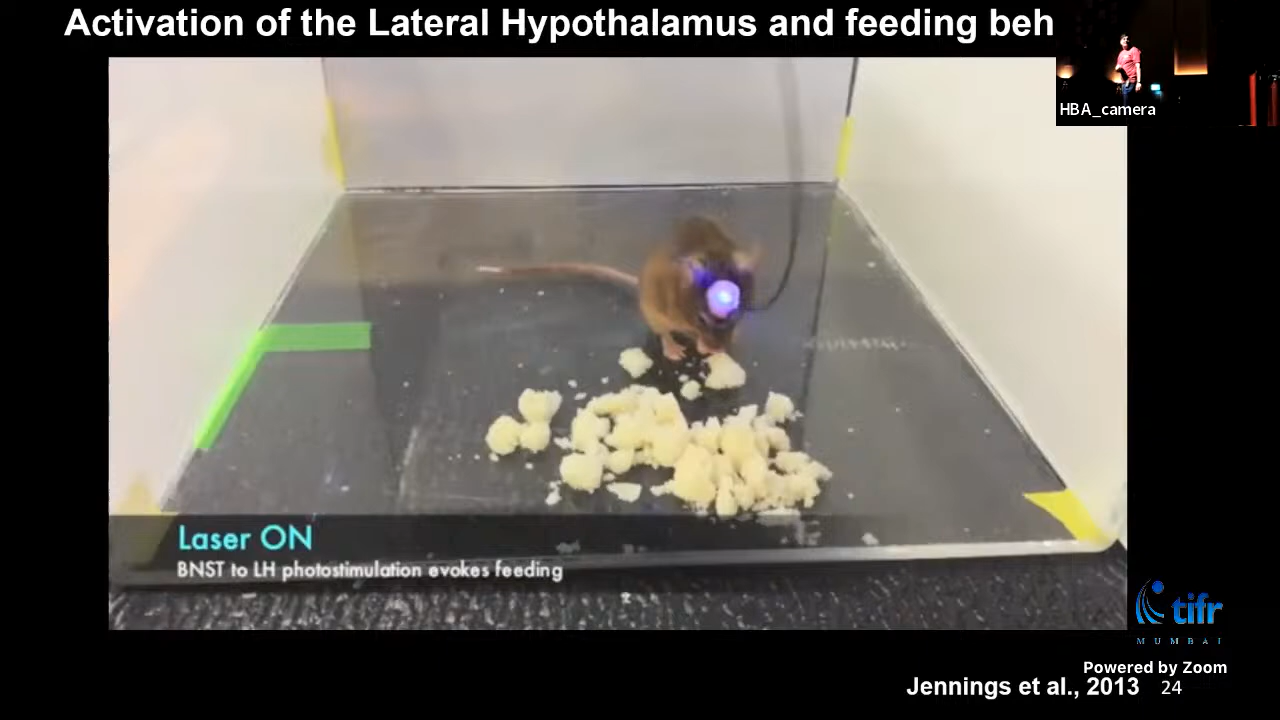 Activation of the Lateral Hypothalamus and feeding beh
HBA_camera
Laser ON
BNST to LH photostimulation evokes feeding
tifr
MUMBAI
Powered by Zoom
Jennings et al., 2013 24